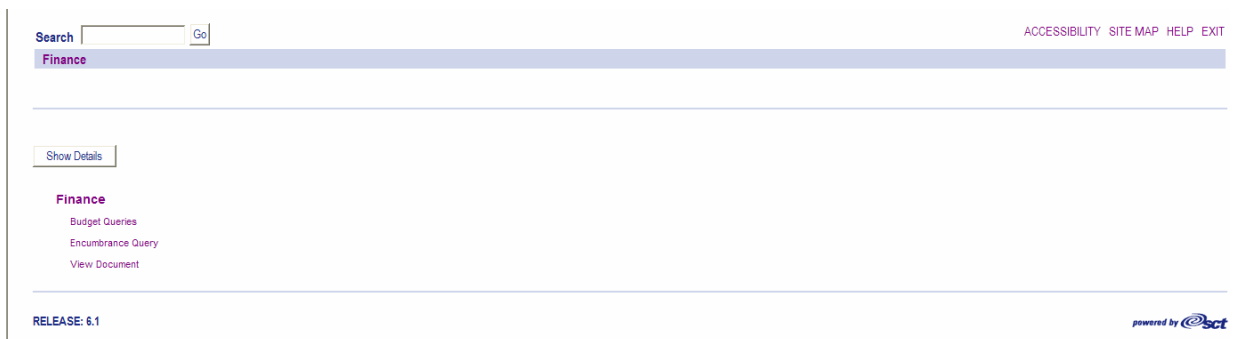 Search Go ACCESSIBILITY SITE MAP HELP EXIT
Finance
Show Details
Finance
Budget Queries
Encumbrance Query
View Document
RELEASE: 6.1 powered by sct